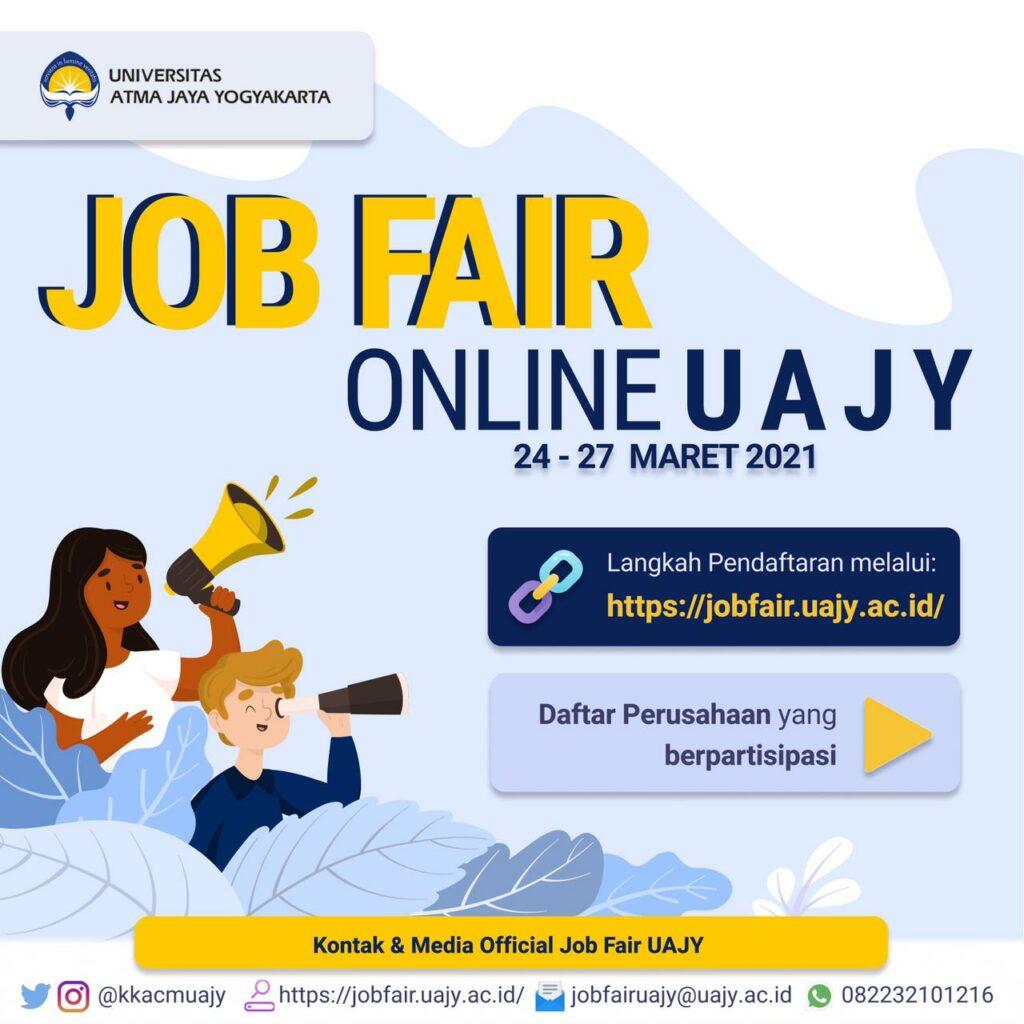 UNIVERSITAS
ATMA JAYA YOGYAKARTA
JOB FAIR
ONLINE UAJY
24 - 27 MARET 2021
Langkah Pendaftaran melalui:
https://jobfair.uajy.ac.id/
Daftar Perusahaan yang
berpartisipasi
Kontak & Media Official Job Fair UAJY
@kkacmuajy https://jobfair.uajy.ac.id/ jobfairuajy@uajy.ac.id 082232101216